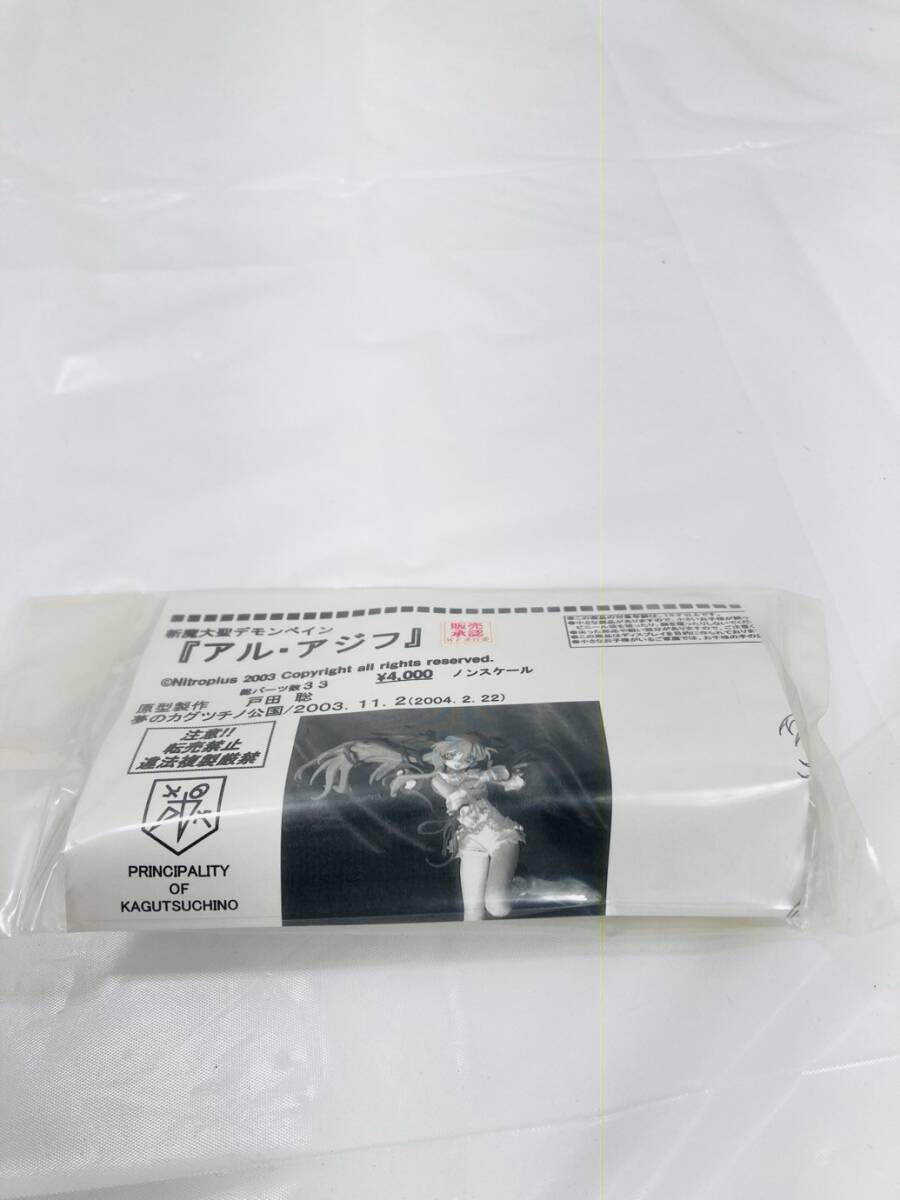 斬魔大聖デモンベイン
『アル・アジフ』
販売
承認
©Nitroplus 2003 Copyright all rights reserved.
総パーツ数33
¥4,000 ノンスケール
原型製作 戸田 聡
夢のカグツチノ公国/2003. 11. 2(2004. 2. 22)
注意!!
転売禁止
違法複製厳禁
PRINCIPALITY
OF
KAGUTSUCHINO